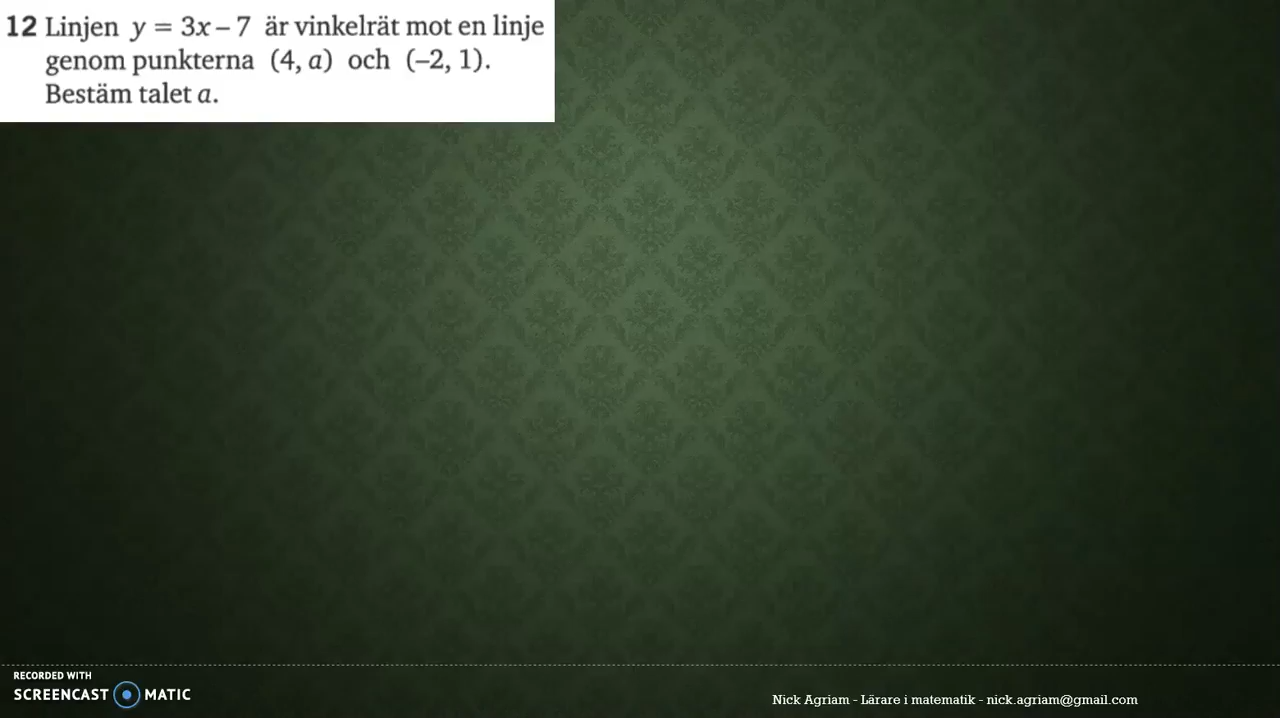 12 Linjen y = 3x – 7 är vinkelrät mot en linje
genom punkterna (4, a) och (–2, 1).
Bestäm talet a.
RECORDED WITH
SCREENCAST MATIC
Nick Agriam - Lärare i matematik - nick.agriam@gmail.com